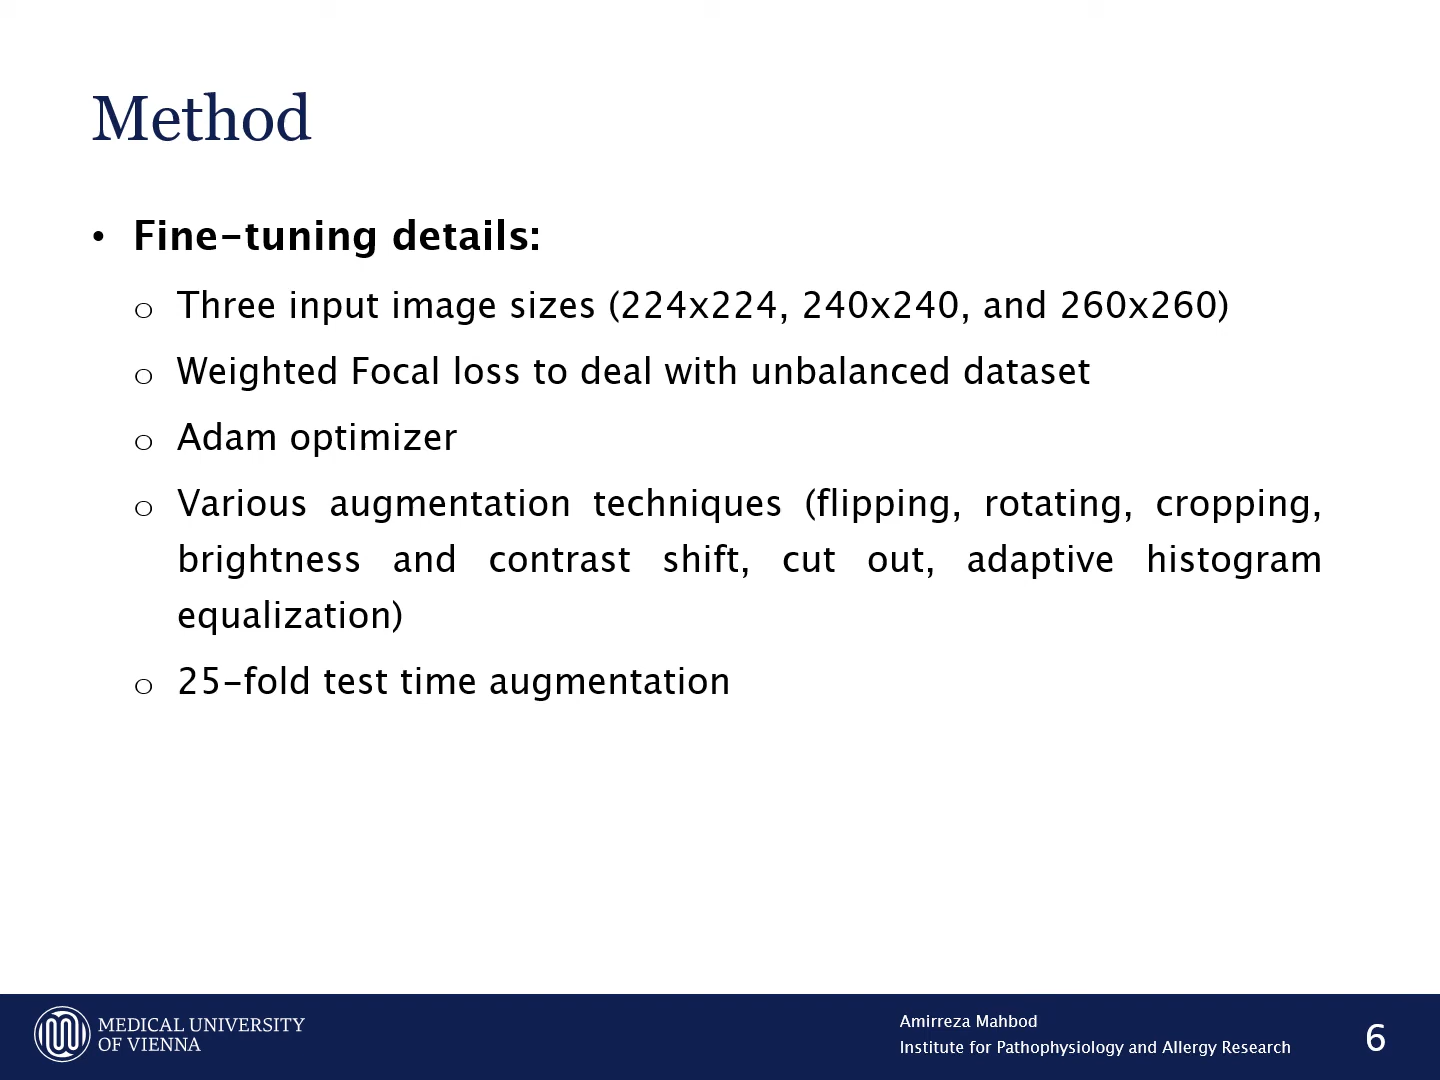 Method
• Fine-tuning details:
o Three input image sizes (224x224, 240x240, and 260x260)
o Weighted Focal loss to deal with unbalanced dataset
o Adam optimizer
o Various augmentation techniques (flipping, rotating, cropping,
brightness and contrast shift, cut out, adaptive histogram
equalization)
o 25-fold test time augmentation
MEDICAL UNIVERSITY
OF VIENNA
Amirreza Mahbod
Institute for Pathophysiology and Allergy Research
6